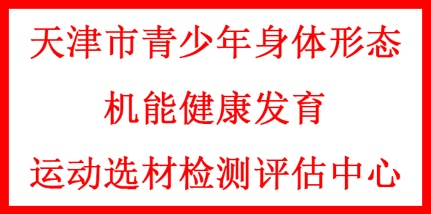 天津市青少年身体形态
机能健康发育
运动选材检测评估中心